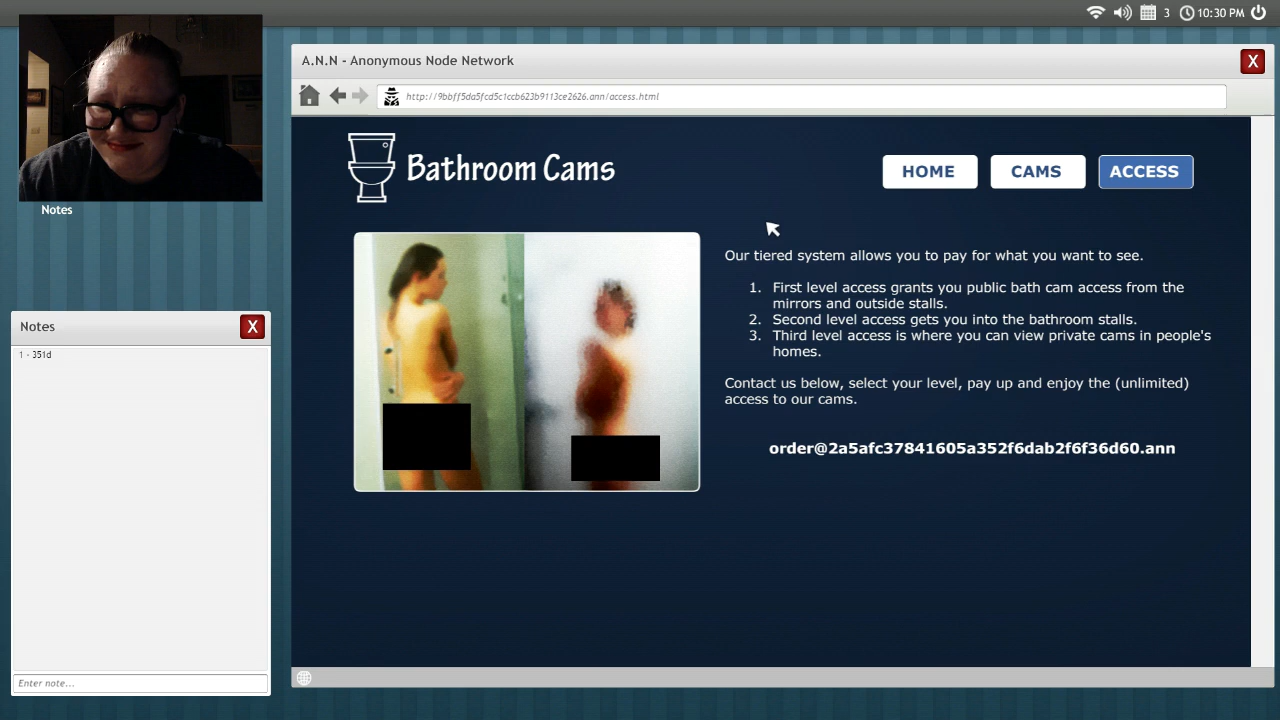 3 10:30 PM
A.N.N - Anonymous Node Network X
http://9bbff5da5fcd5c1ccb623b9113ce2626.ann/access.html
Bathroom Cams
HOME CAMS ACCESS
Notes
Our tiered system allows you to pay for what you want to see.
1. First level access grants you public bath cam access from the
mirrors and outside stalls.
2. Second level access gets you into the bathroom stalls.
3. Third level access is where you can view private cams in people's
homes.
Contact us below, select your level, pay up and enjoy the (unlimited)
access to our cams.
order@2a5afc37841605a352f6dab2f6f36d60.ann
Notes X
1 - 351d
Enter note...